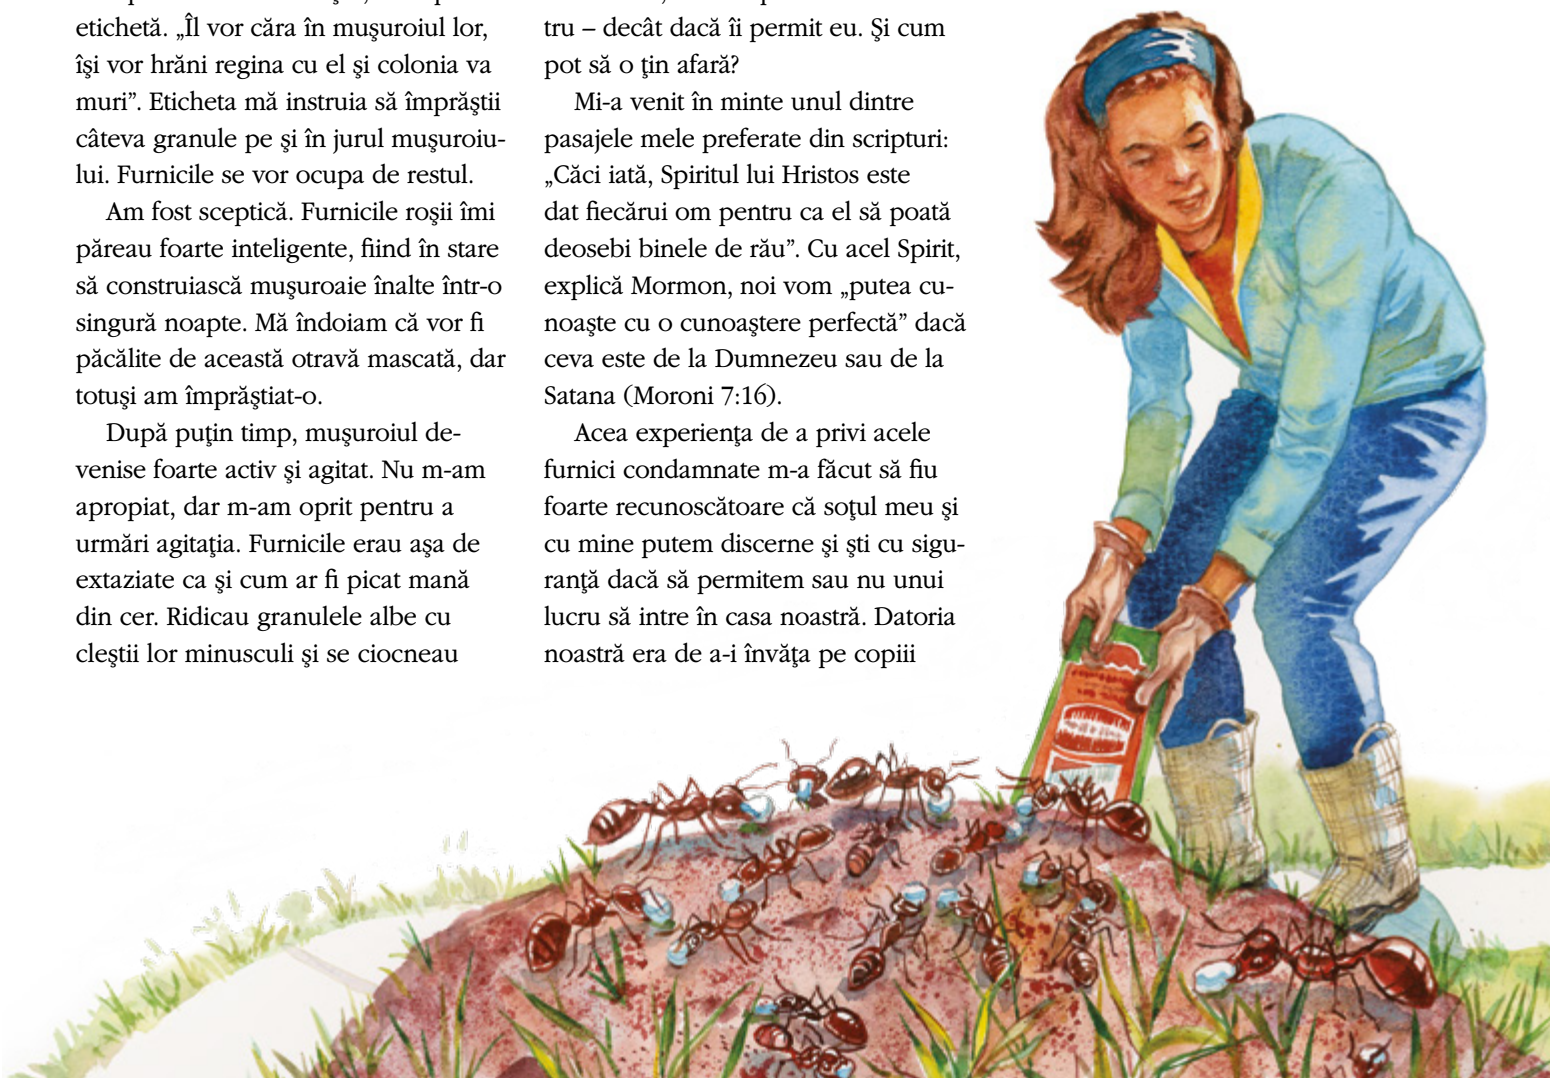 etichetă. „Îl vor căra în muşuroiul lor,
îşi vor hrăni regina cu el şi colonia va
muri”. Eticheta mă instruia să împrăştii
câteva granule pe şi în jurul muşuroiu-
lui. Furnicile se vor ocupa de restul.
Am fost sceptică. Furnicile roşii îmi
păreau foarte inteligente, fiind în stare
să construiască muşuroaie înalte într-o
singură noapte. Mă îndoiam că vor fi
păcălite de această otravă mascată, dar
totuşi am împrăştiat-o.
După puţin timp, muşuroiul de-
venise foarte activ şi agitat. Nu m-am
apropiat, dar m-am oprit pentru a
urmări agitaţia. Furnicile erau aşa de
extaziate ca şi cum ar fi picat mană
din cer. Ridicau granulele albe cu
cleştii lor minusculi şi se ciocneau
tru – decât dacă îi permit eu. Şi cum
pot să o ţin afară?
Mi-a venit în minte unul dintre
pasajele mele preferate din scripturi:
„Căci iată, Spiritul lui Hristos este
dat fiecărui om pentru ca el să poată
deosebi binele de rău”. Cu acel Spirit,
explică Mormon, noi vom „putea cu-
noaşte cu o cunoaştere perfectă” dacă
ceva este de la Dumnezeu sau de la
Satana (Moroni 7:16).
Acea experienţa de a privi acele
furnici condamnate m-a făcut să fiu
foarte recunoscătoare că soţul meu şi
cu mine putem discerne şi şti cu sigu-
ranţă dacă să permitem sau nu unui
lucru să intre în casa noastră. Datoria
noastră era de a-i învăţa pe copiii